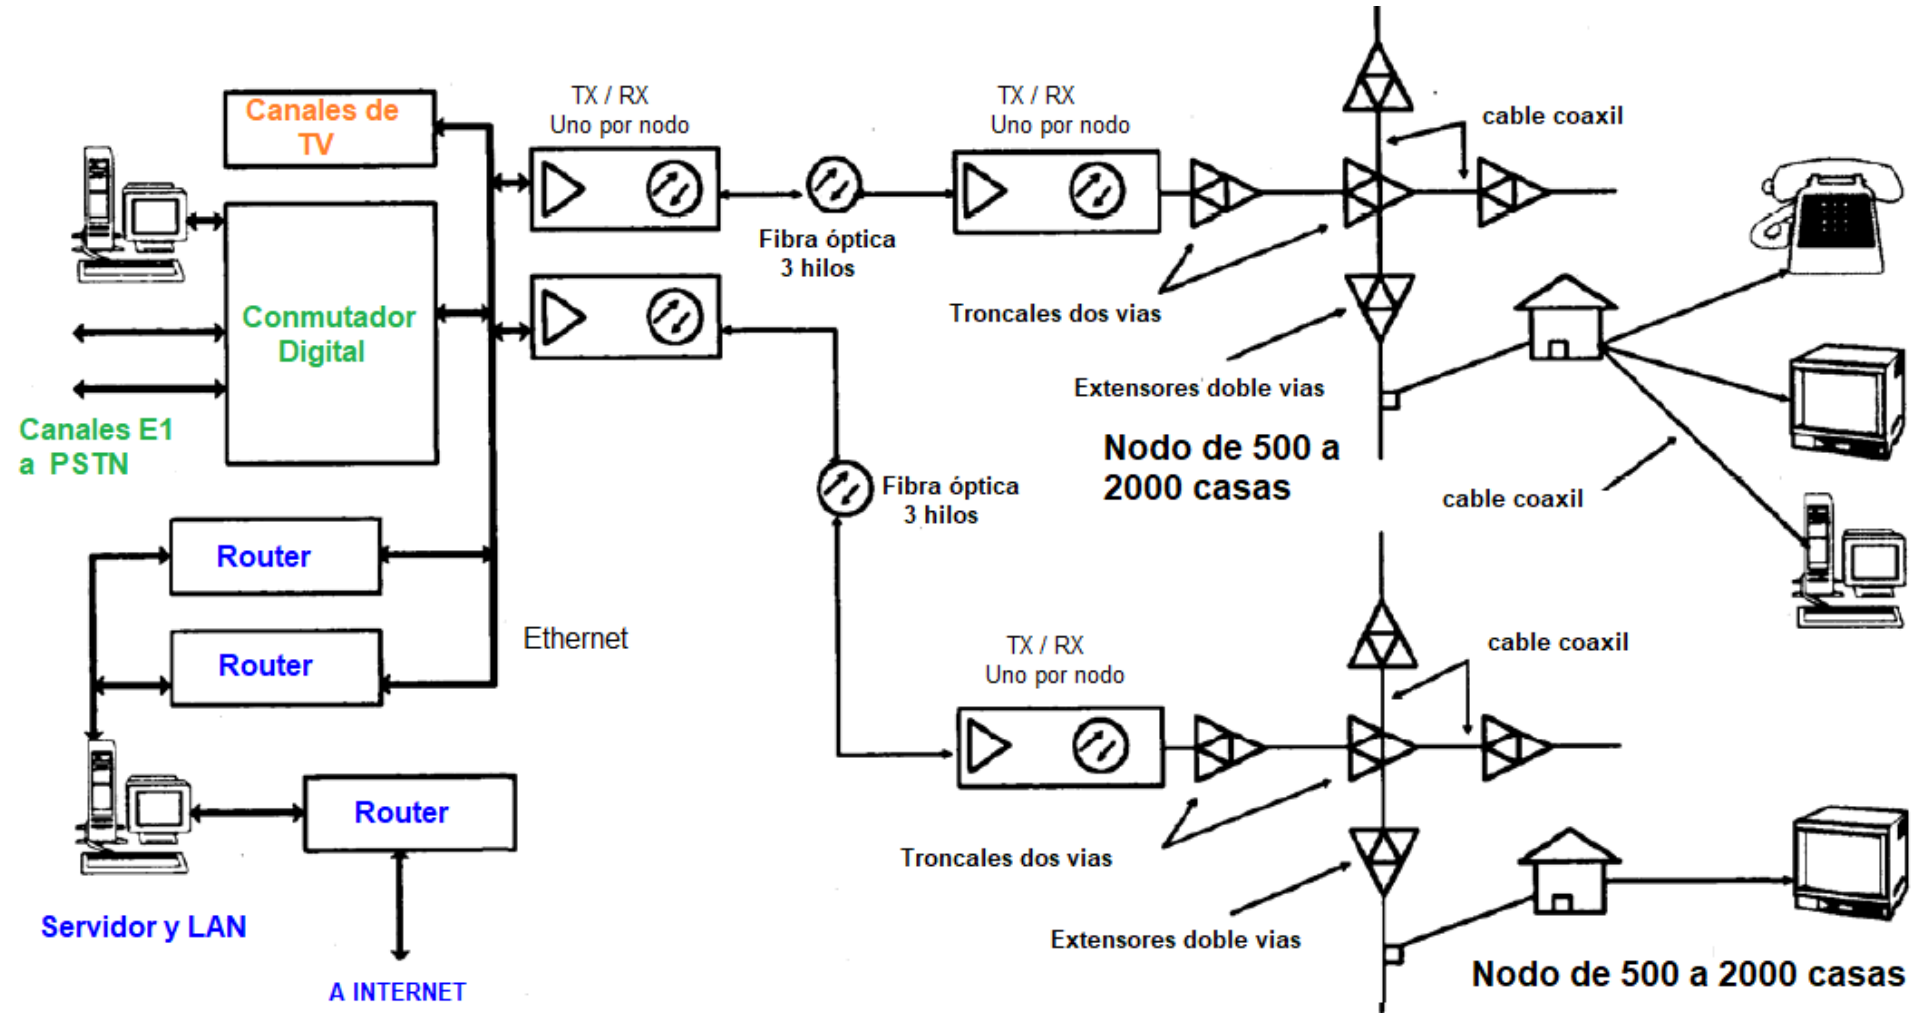 Canales de
TV
TX / RX
Uno por nodo
TX / RX
Uno por nodo
cable coaxil
Fibra óptica
3 hilos
Conmutador
Digital
Troncales dos vias
Extensores doble vias
Canales E1
a PSTN
Nodo de 500 a
2000 casas
Fibra óptica
3 hilos
cable coaxil
Router
Router
Ethernet
TX / RX
Uno por nodo
cable coaxil
Router
Troncales dos vias
Servidor y LAN
Extensores doble vias
Nodo de 500 a 2000 casas
A INTERNET